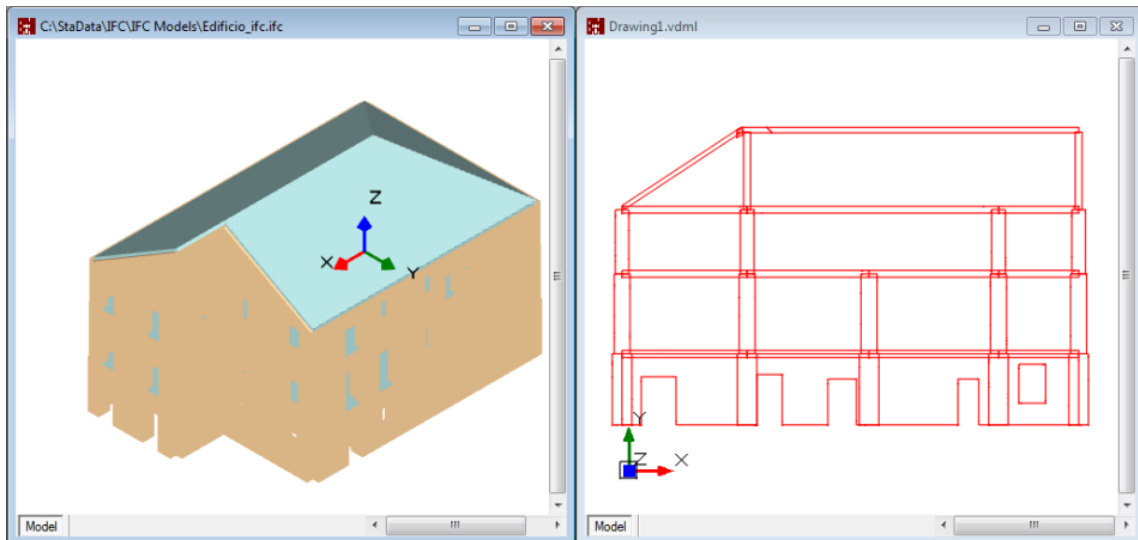 C:\StaData\IFC\IFC Models\Edificio_ifc.ifc
Z
X
Y
Model
Drawing1.vdml
Y
Z
X
Model